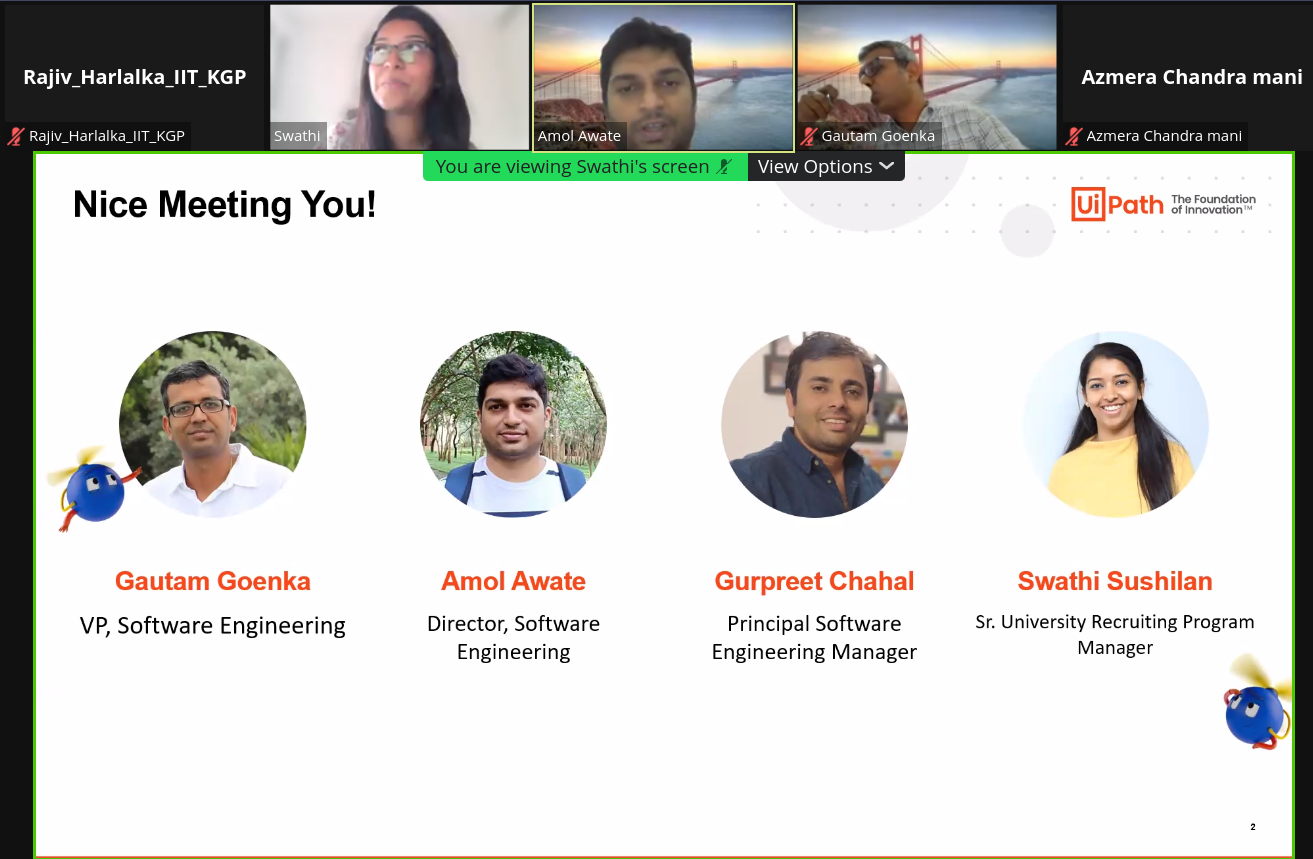 Rajiv_Harlalka_IIT_KGP
Azmera Chandra mani
Rajiv_Harlalka_IIT_KGP
Swathi
Amol Awate
Gautam Goenka
Azmera Chandra mani
You are viewing Swathi's screen
View Options
Nice Meeting You!
UiPath
The Foundation
of Innovation™
Gautam Goenka
VP, Software Engineering
Amol Awate
Director, Software
Engineering
Gurpreet Chahal
Principal Software
Engineering Manager
Swathi Sushilan
Sr. University Recruiting Program
Manager
2